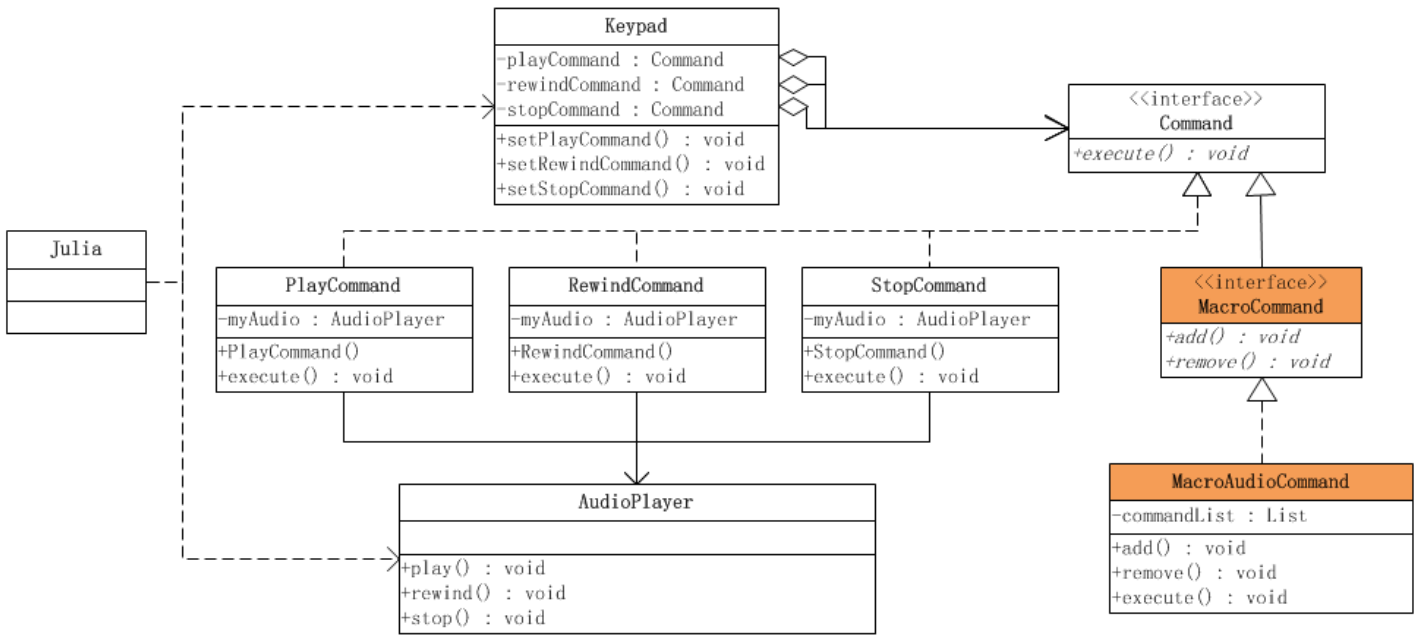 Keypad
-playCommand : Command
-rewindCommand : Command
-stopCommand : Command
+setPlayCommand() : void
+setRewindCommand() : void
+setStopCommand() : void
<<interface>>
Command
+execute() : void
Julia
PlayCommand
-myAudio : AudioPlayer
+PlayCommand()
+execute() : void
RewindCommand
-myAudio : AudioPlayer
+RewindCommand()
+execute() : void
StopCommand
-myAudio : AudioPlayer
+StopCommand()
+execute() : void
<<interface>>
MacroCommand
+add() : void
+remove() : void
AudioPlayer
+play() : void
+rewind() : void
+stop() : void
MacroAudioCommand
-commandList : List
+add() : void
+remove() : void
+execute() : void